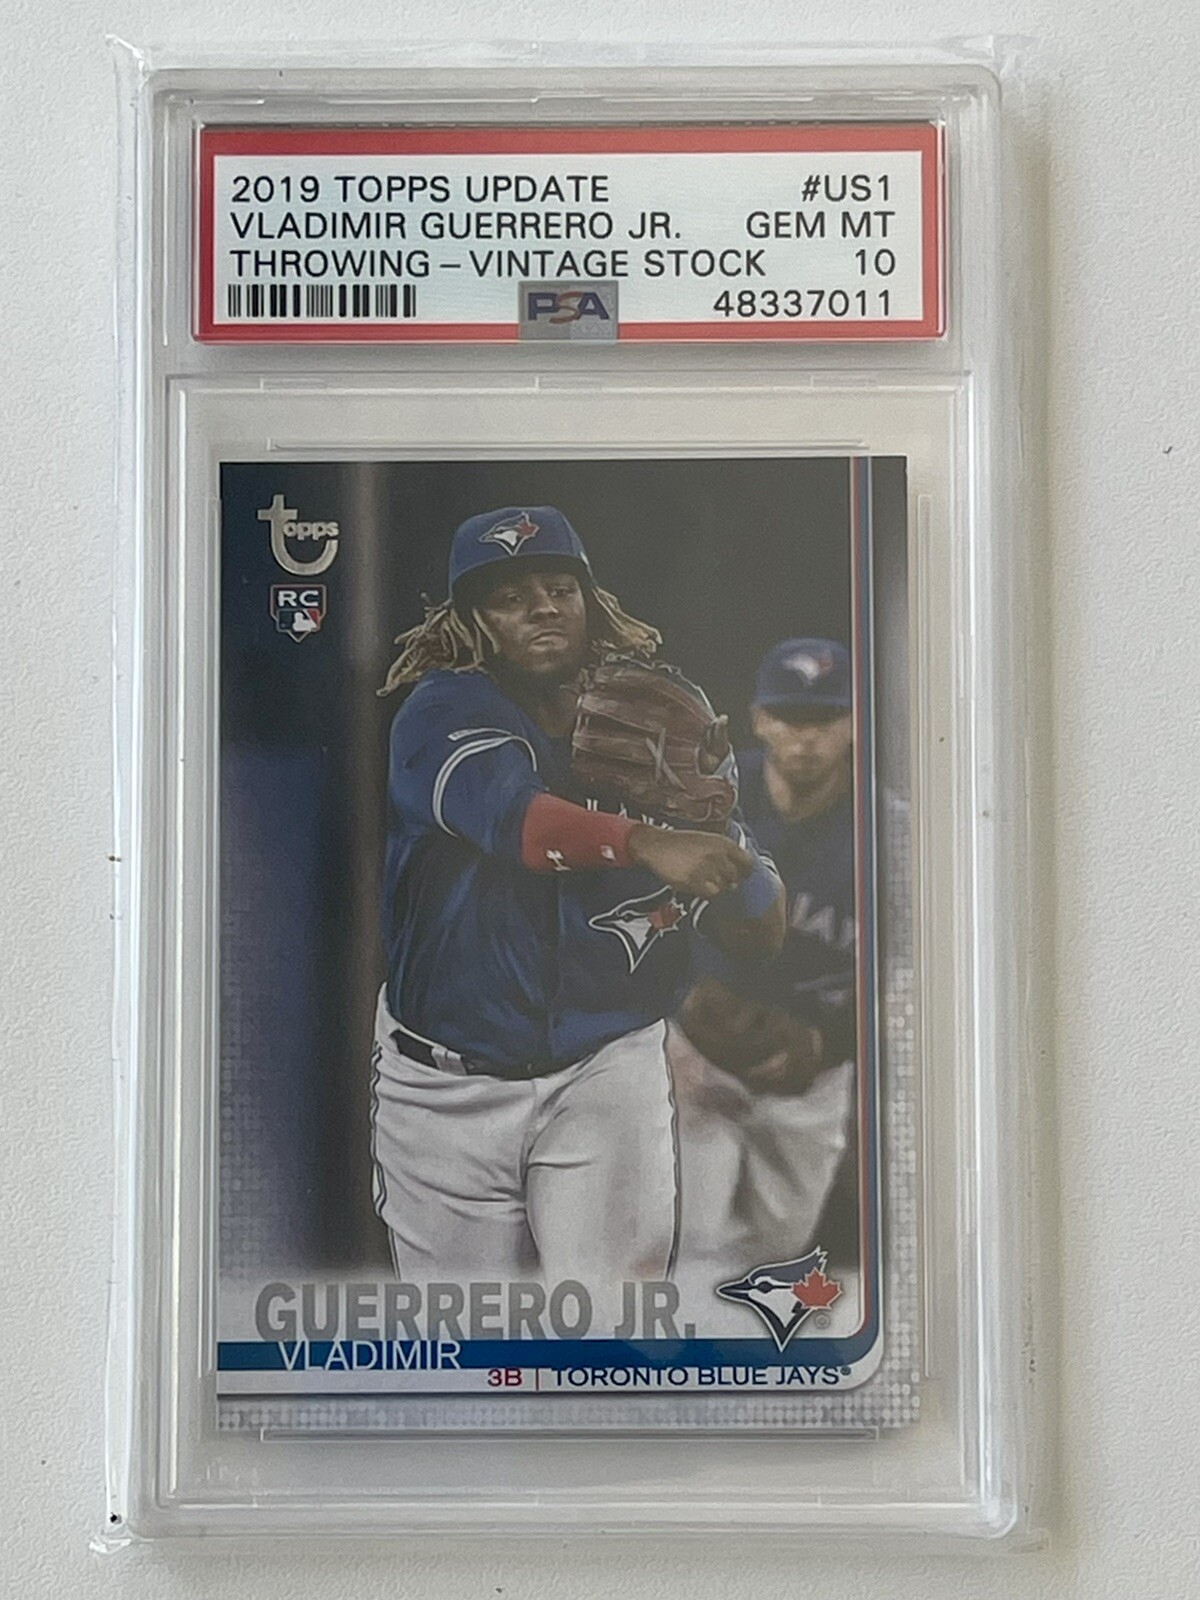 2019 TOPPS UPDATE #US1
VLADIMIR GUERRERO JR. GEM MT
THROWING – VINTAGE STOCK 10
PSA 48337011
Topps
RC
GUERRERO JR.
VLADIMIR
3B | TORONTO BLUE JAYS®